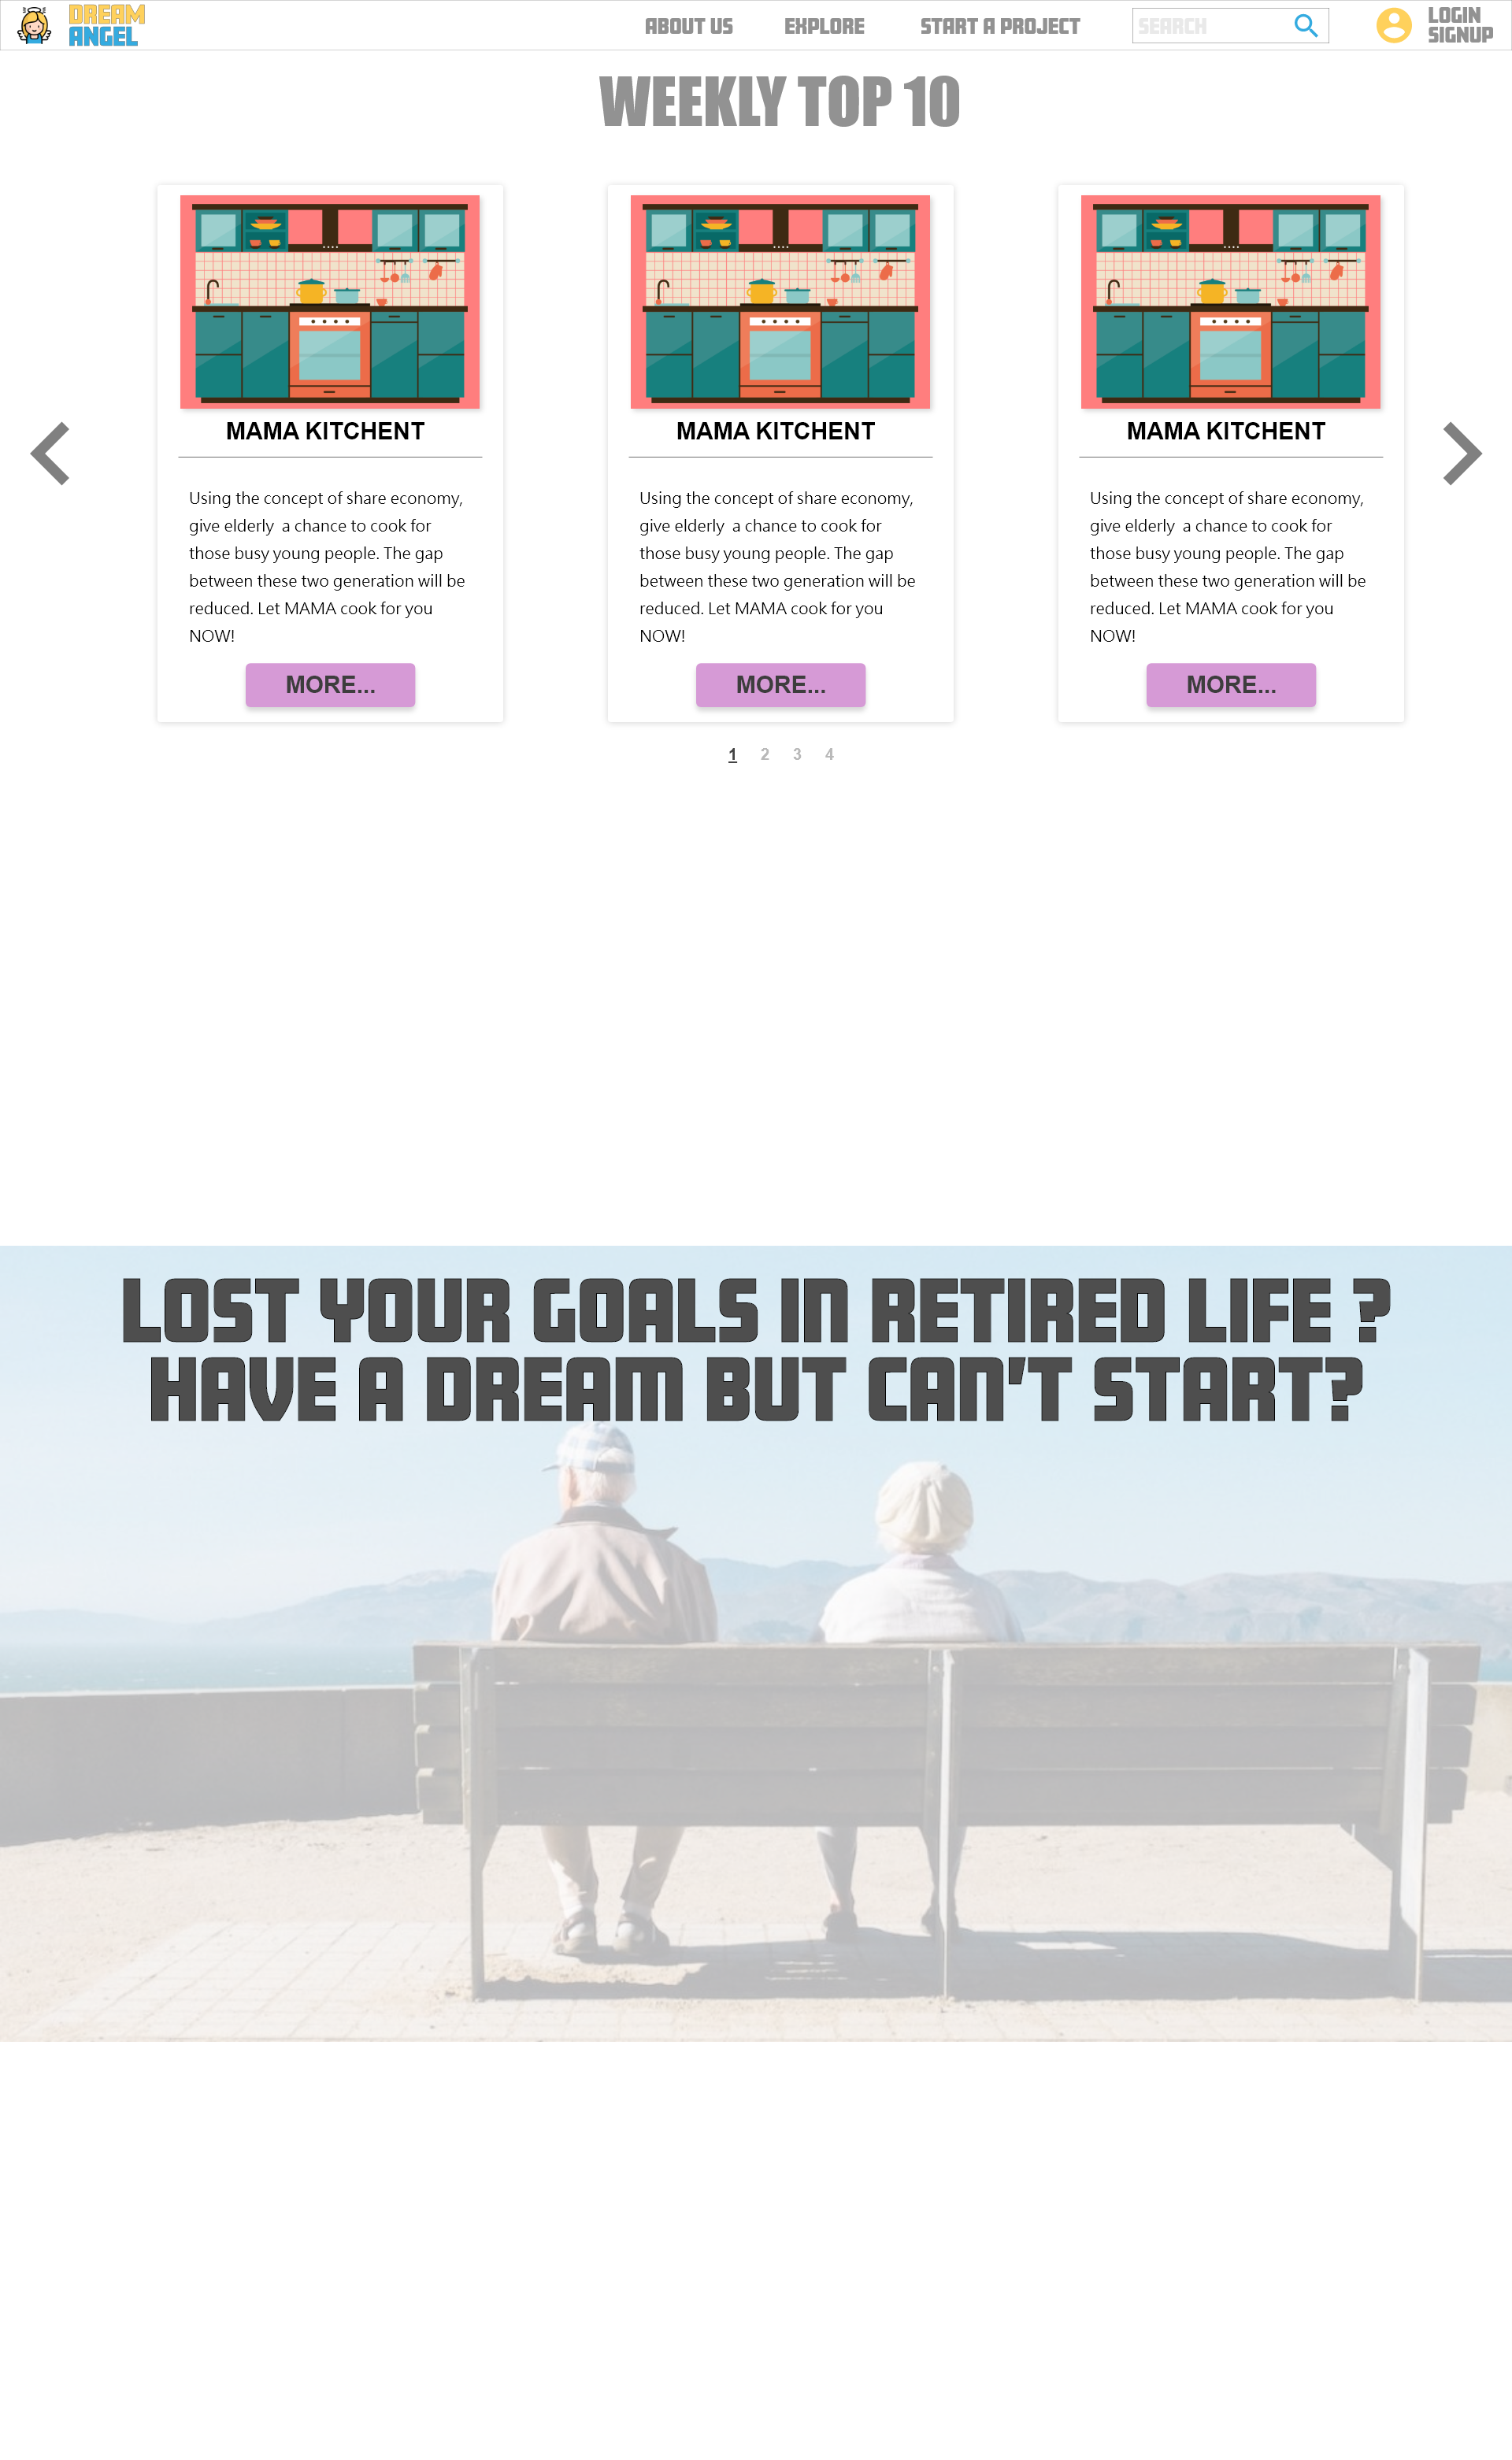 DREAM
ANGEL
ABOUT US
EXPLORE
START A PROJECT
SEARCH
LOGIN
SIGNUP
WEEKLY TOP 10
MAMA KITCHENT
Using the concept of share economy,
give elderly  a chance to cook for
those busy young people. The gap
between these two generation will be
reduced. Let MAMA cook for you
NOW!
MORE...
MAMA KITCHENT
Using the concept of share economy,
give elderly  a chance to cook for
those busy young people. The gap
between these two generation will be
reduced. Let MAMA cook for you
NOW!
MORE...
MAMA KITCHENT
Using the concept of share economy,
give elderly  a chance to cook for
those busy young people. The gap
between these two generation will be
reduced. Let MAMA cook for you
NOW!
MORE...
1 2 3 4
LOST YOUR GOALS IN RETIRED LIFE ?
HAVE A DREAM BUT CAN'T START?